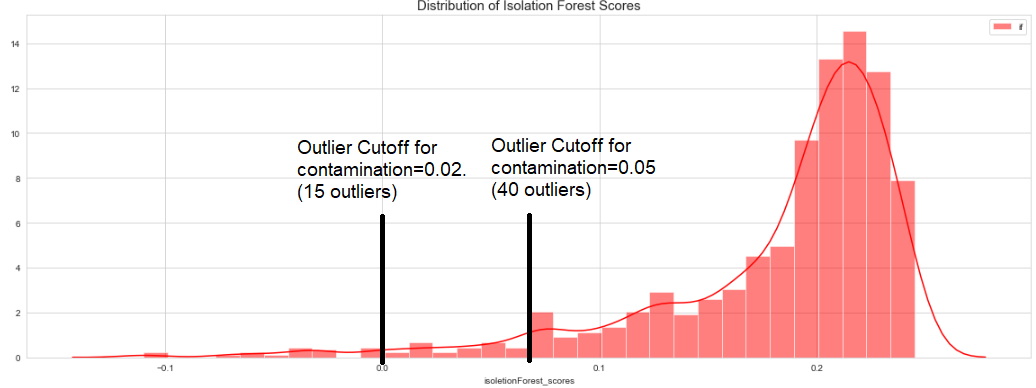 Distribution of Isolation Forest Scores
if
14
12
10
8
6
4
2
0
Outlier Cutoff for
contamination=0.02.
(15 outliers)
Outlier Cutoff for
contamination=0.05
(40 outliers)
−0.1
0.0
0.1
0.2
isoletionForest_scores